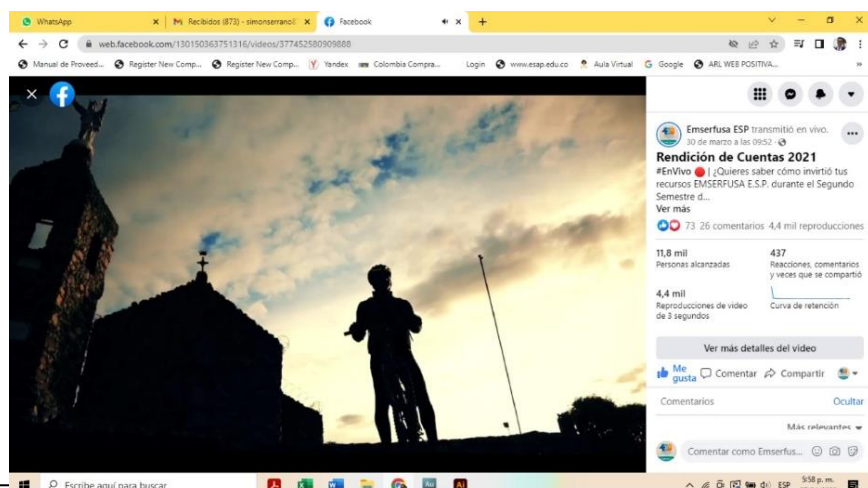 WhatsApp
Recibidos (873) - simonserrano8
Facebook
web.facebook.com/130150363751316/videos/377452580909888
Manual de Proveed... Register New Comp... Register New Comp... Yandex Colombia Compra... Login www.esap.edu.co Aula Virtual Google ARL WEB POSITIVA...
Emserfusa ESP transmitió en vivo.
30 de marzo a las 09:52
Rendición de Cuentas 2021
#EnVivo 🔴 | ¿Quieres saber cómo invirtió tus
recursos EMSERFUSA E.S.P. durante el Segundo
Semestre d...
Ver más
73 26 comentarios 4,4 mil reproducciones
11,8 mil
Personas alcanzadas
437
Reacciones, comentarios
y veces que se compartió
4,4 mil
Reproducciones de video
de 3 segundos
Curva de retención
Ver más detalles del video
Me gusta
Comentar
Compartir
Comentarios
Ocultar
Más relevantes
Comentar como Emserfus...
Escribe aquí para buscar
ESP
5:58 p. m.